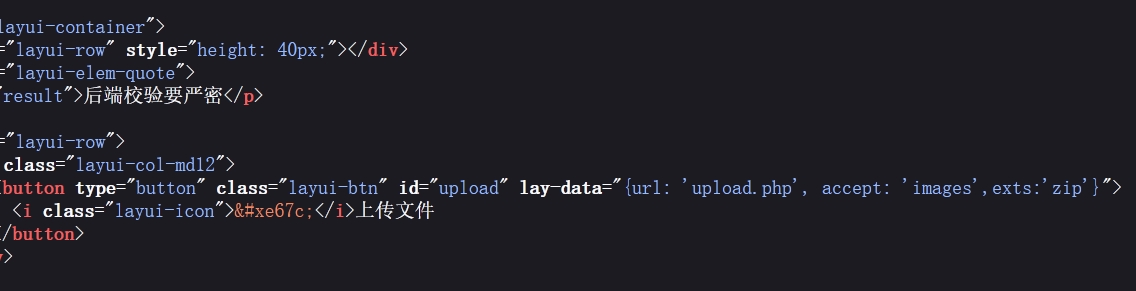 layui-container">
="layui-row" style="height: 40px;"></div>
="layui-elem-quote">
"result">后端校验要严密</p>
="layui-row">
class="layui-col-md12">
button type="button" class="layui-btn" id="upload" lay-data="{url: 'upload.php', accept: 'images',exts:'zip'}">
<i class="layui-icon">&#xe67c;</i>上传文件
/button>
>